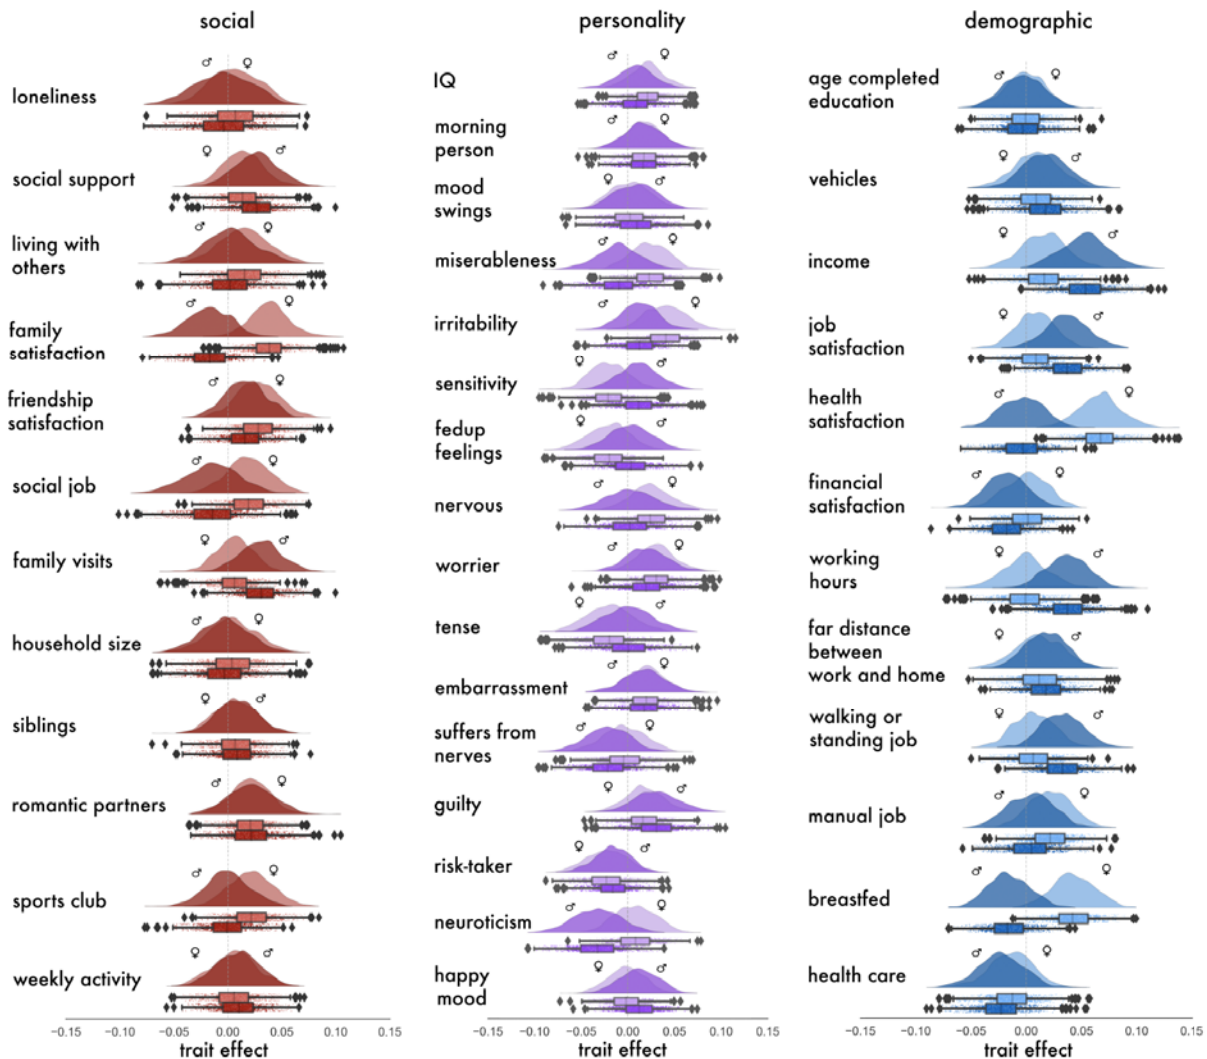 social
personality
demographic
♂ ♀
loneliness
♀ ♂
social support
♂ ♀
living with
others
♂ ♀
family
satisfaction
♂ ♀
friendship
satisfaction
♂ ♀
social job
♀ ♂
family visits
♂ ♀
household size
♀ ♂
siblings
♂ ♀
romantic partners
♂ ♀
sports club
♀ ♂
weekly activity
−0.15 −0.10 −0.05 0.00 0.05 0.10 0.15
trait effect
♂ ♀
IQ
♂ ♀
morning
person
♀ ♂
mood
swings
♂ ♀
miserableness
♂ ♀
irritability
♀ ♂
sensitivity
♀ ♂
fedup
feelings
♂ ♀
nervous
♂ ♀
worrier
♀ ♂
tense
♂ ♀
embarrassment
♂ ♀
suffers from
nerves
♀ ♂
guilty
♀ ♂
risk-taker
♂ ♀
neuroticism
♀ ♂
happy
mood
−0.15 −0.10 −0.05 0.00 0.05 0.10 0.15
trait effect
♂ ♀
age completed
education
♀ ♂
vehicles
♀ ♂
income
♀ ♂
job
satisfaction
♂ ♀
health
satisfaction
♂ ♀
financial
satisfaction
♀ ♂
working
hours
♀ ♂
far distance
between
work and home
♀ ♂
walking or
standing job
♂ ♀
manual job
♂ ♀
breastfed
♂ ♀
health care
−0.15 −0.10 −0.05 0.00 0.05 0.10 0.15
trait effect